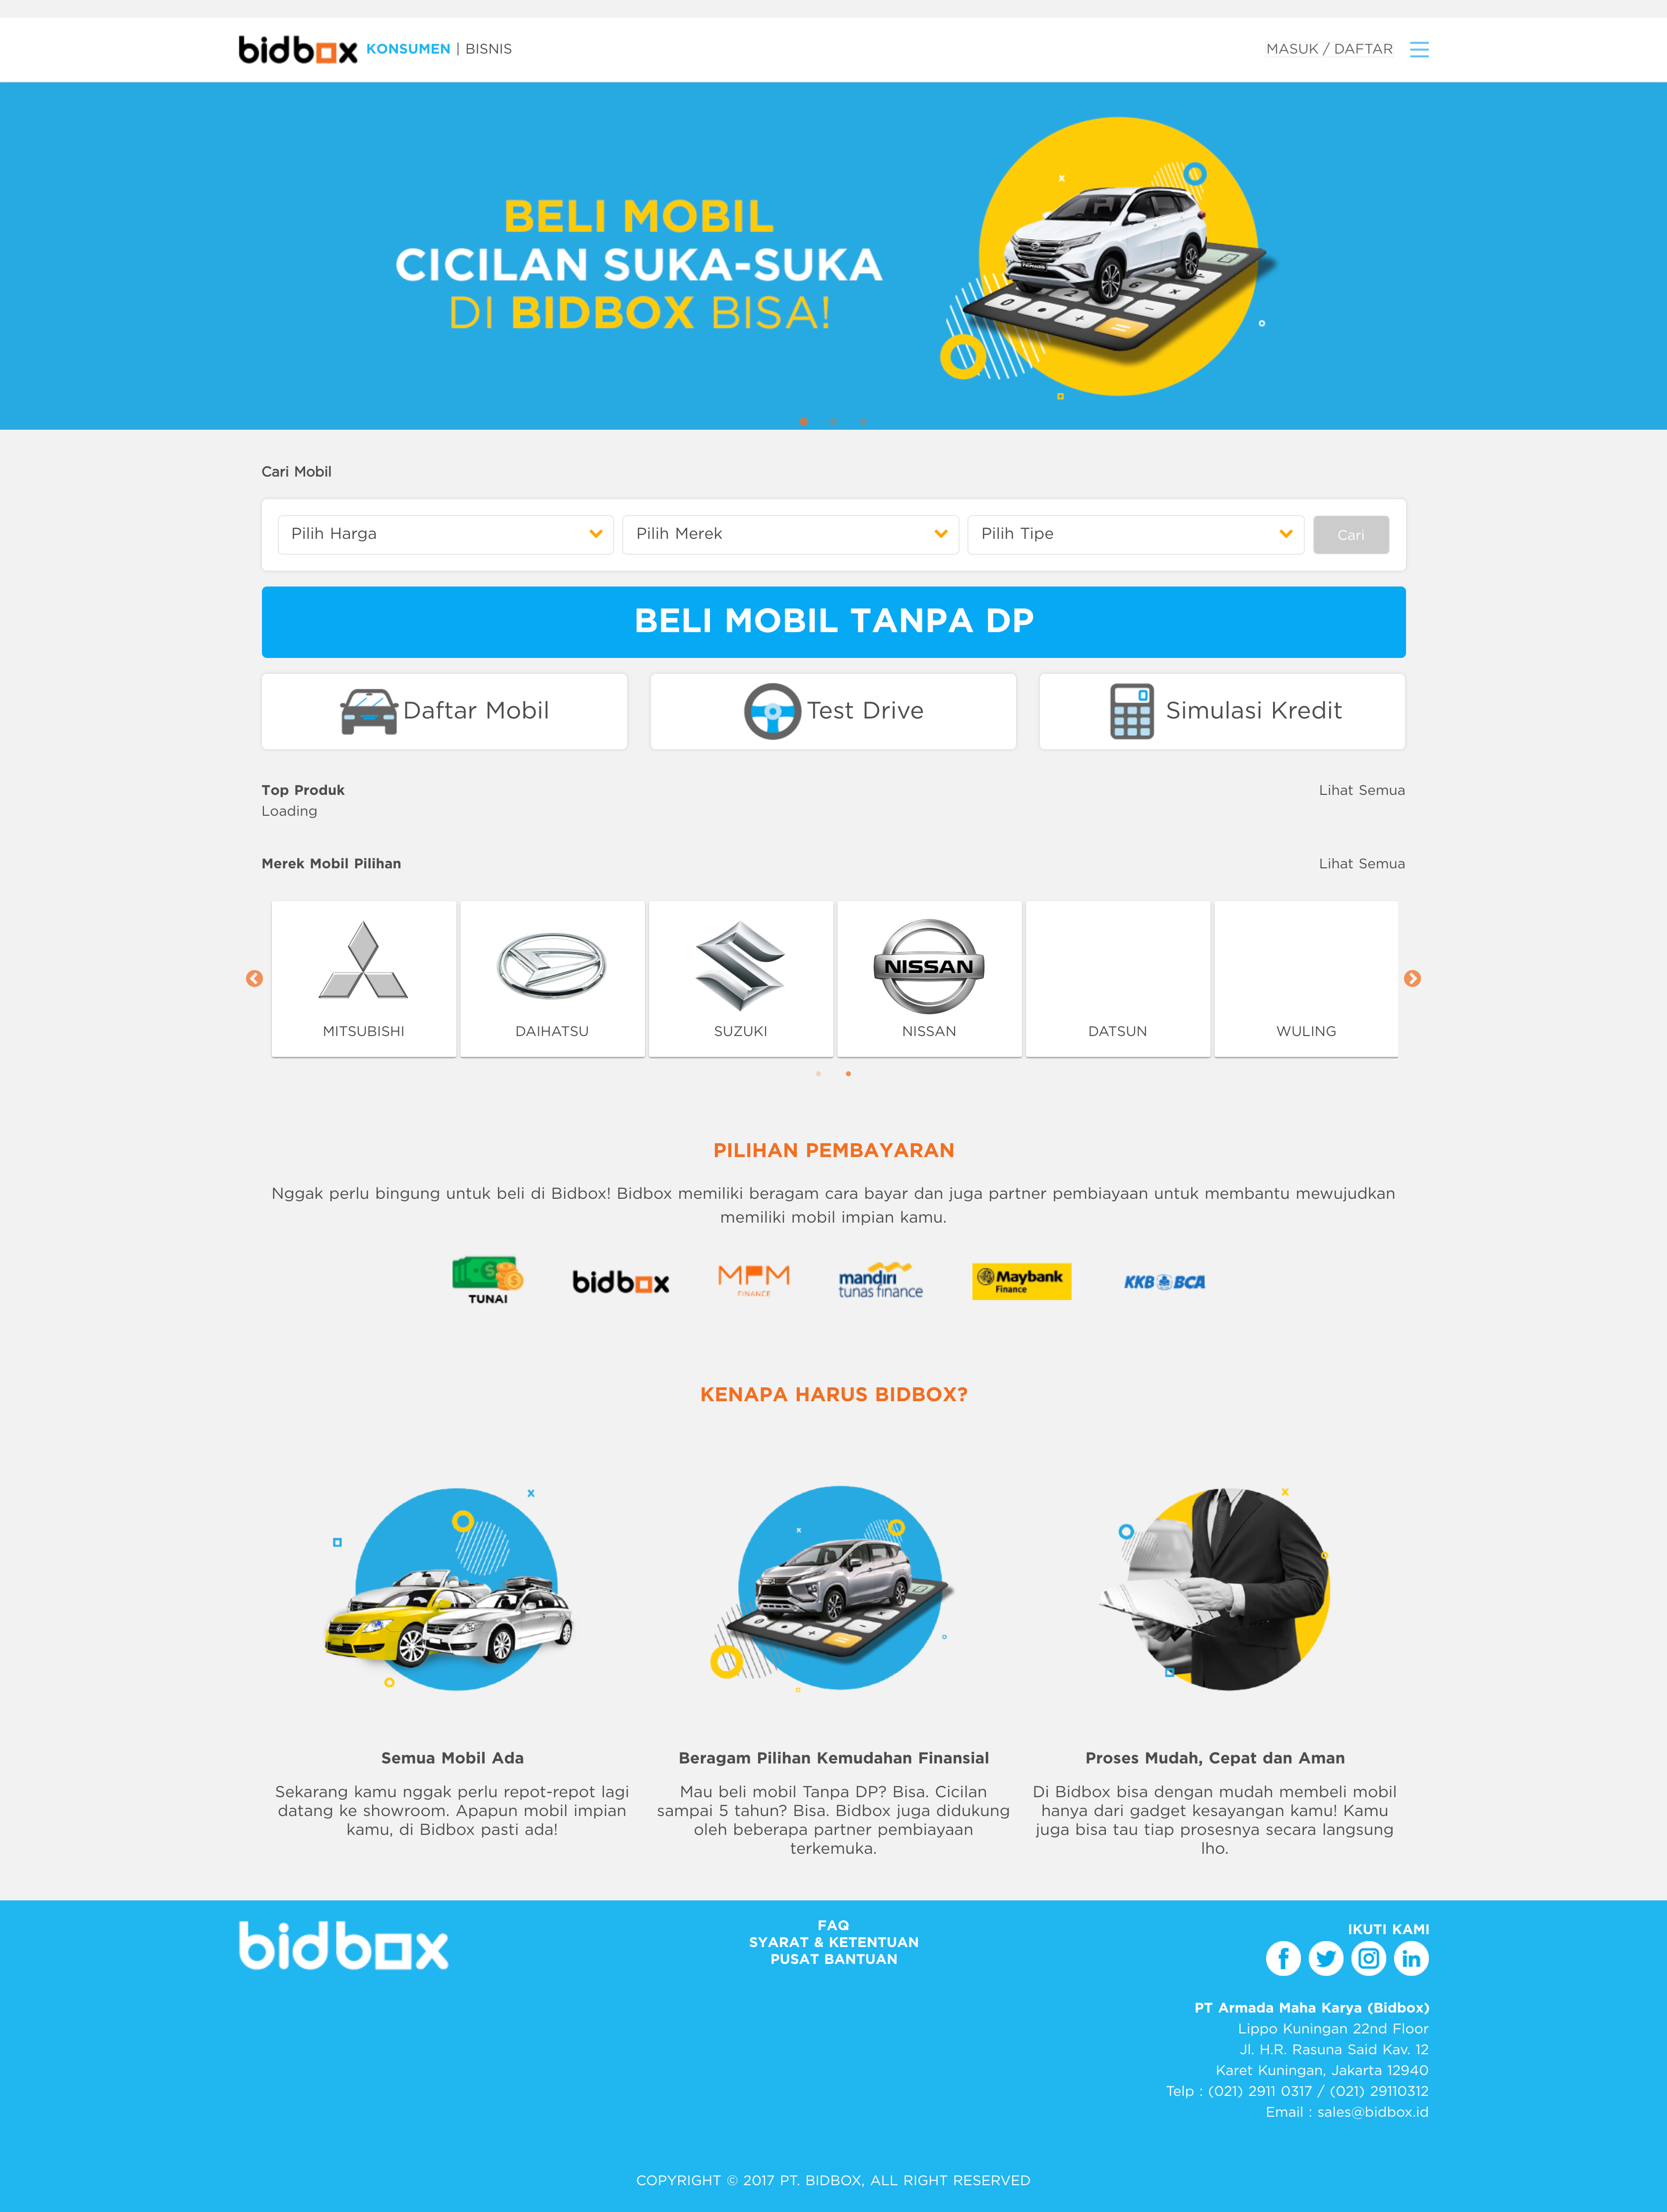 bidbox KONSUMEN | BISNIS
MASUK / DAFTAR
BELI MOBIL
CICILAN SUKA-SUKA
DI BIDBOX BISA!
Cari Mobil
Pilih Harga
Pilih Merek
Pilih Tipe
Cari
BELI MOBIL TANPA DP
Daftar Mobil
Test Drive
Simulasi Kredit
Top Produk
Lihat Semua
Loading
Merek Mobil Pilihan
Lihat Semua
NISSAN
MITSUBISHI
DAIHATSU
SUZUKI
NISSAN
DATSUN
WULING
PILIHAN PEMBAYARAN
Nggak perlu bingung untuk beli di Bidbox! Bidbox memiliki beragam cara bayar dan juga partner pembiayaan untuk membantu mewujudkan
memiliki mobil impian kamu.
TUNAI
bidbox
MPM
FINANCE
mandiri
tunas finance
Maybank
Finance
KKB BCA
KENAPA HARUS BIDBOX?
Semua Mobil Ada
Sekarang kamu nggak perlu repot-repot lagi
datang ke showroom. Apapun mobil impian
kamu, di Bidbox pasti ada!
Beragam Pilihan Kemudahan Finansial
Mau beli mobil Tanpa DP? Bisa. Cicilan
sampai 5 tahun? Bisa. Bidbox juga didukung
oleh beberapa partner pembiayaan
terkemuka.
Proses Mudah, Cepat dan Aman
Di Bidbox bisa dengan mudah membeli mobil
hanya dari gadget kesayangan kamu! Kamu
juga bisa tau tiap prosesnya secara langsung
lho.
bidbox
FAQ
SYARAT & KETENTUAN
PUSAT BANTUAN
IKUTI KAMI
PT Armada Maha Karya (Bidbox)
Lippo Kuningan 22nd Floor
Jl. H.R. Rasuna Said Kav. 12
Karet Kuningan, Jakarta 12940
Telp : (021) 2911 0317 / (021) 29110312
Email : sales@bidbox.id
COPYRIGHT © 2017 PT. BIDBOX, ALL RIGHT RESERVED